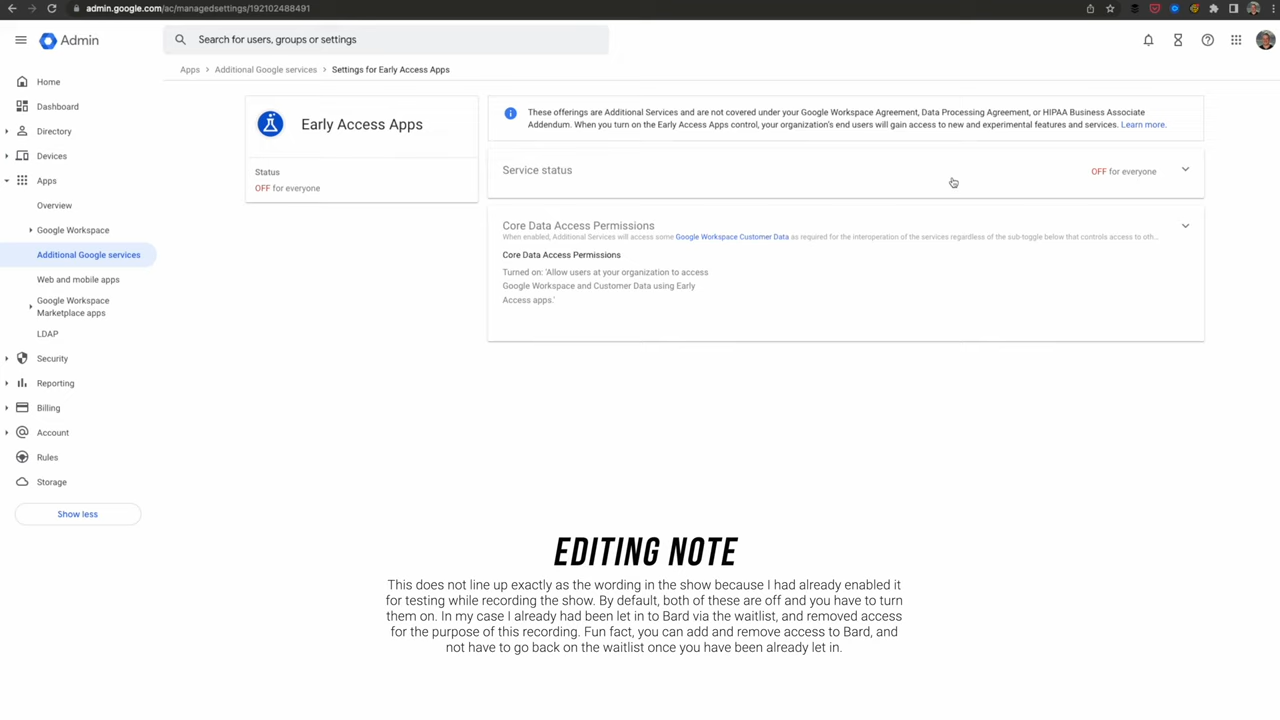 admin.google.com/ac/managedsettings/192102488491
Admin
Search for users, groups or settings
Apps > Additional Google services > Settings for Early Access Apps
Home
Dashboard
Directory
Devices
Apps
Overview
Google Workspace
Additional Google services
Web and mobile apps
Google Workspace
Marketplace apps
LDAP
Security
Reporting
Billing
Account
Rules
Storage
Show less
Early Access Apps
Status
OFF for everyone
These offerings are Additional Services and are not covered under your Google Workspace Agreement, Data Processing Agreement, or HIPAA Business Associate
Addendum. When you turn on the Early Access Apps control, your organization's end users will gain access to new and experimental features and services. Learn more.
Service status
OFF for everyone
Core Data Access Permissions
When enabled, Additional Services will access some Google Workspace Customer Data as required for the interoperation of the services regardless of the sub-toggle below that controls access to oth...
Core Data Access Permissions
Turned on: 'Allow users at your organization to access
Google Workspace and Customer Data using Early
Access apps.'
EDITING NOTE
This does not line up exactly as the wording in the show because I had already enabled it
for testing while recording the show. By default, both of these are off and you have to turn
them on. In my case I already had been let in to Bard via the waitlist, and removed access
for the purpose of this recording. Fun fact, you can add and remove access to Bard, and
not have to go back on the waitlist once you have been already let in.